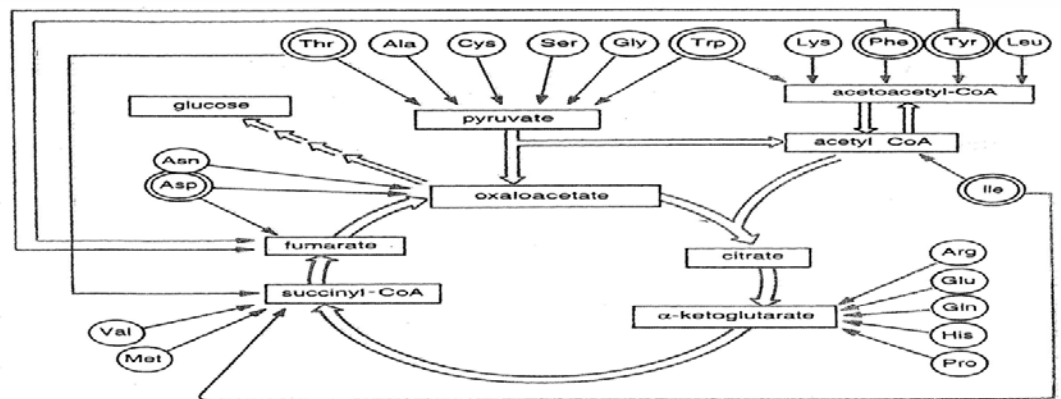 Thr Ala Cys Ser Gly Trp Lys Phe Tyr Leu
glucose
pyruvate
acetoacetyl-CoA
acetyl CoA
Asn
Asp
oxaloacetate
Ile
fumarate
citrate
Arg
succinyl-CoA
Glu
α-ketoglutarate
Gln
Val
His
Met
Pro